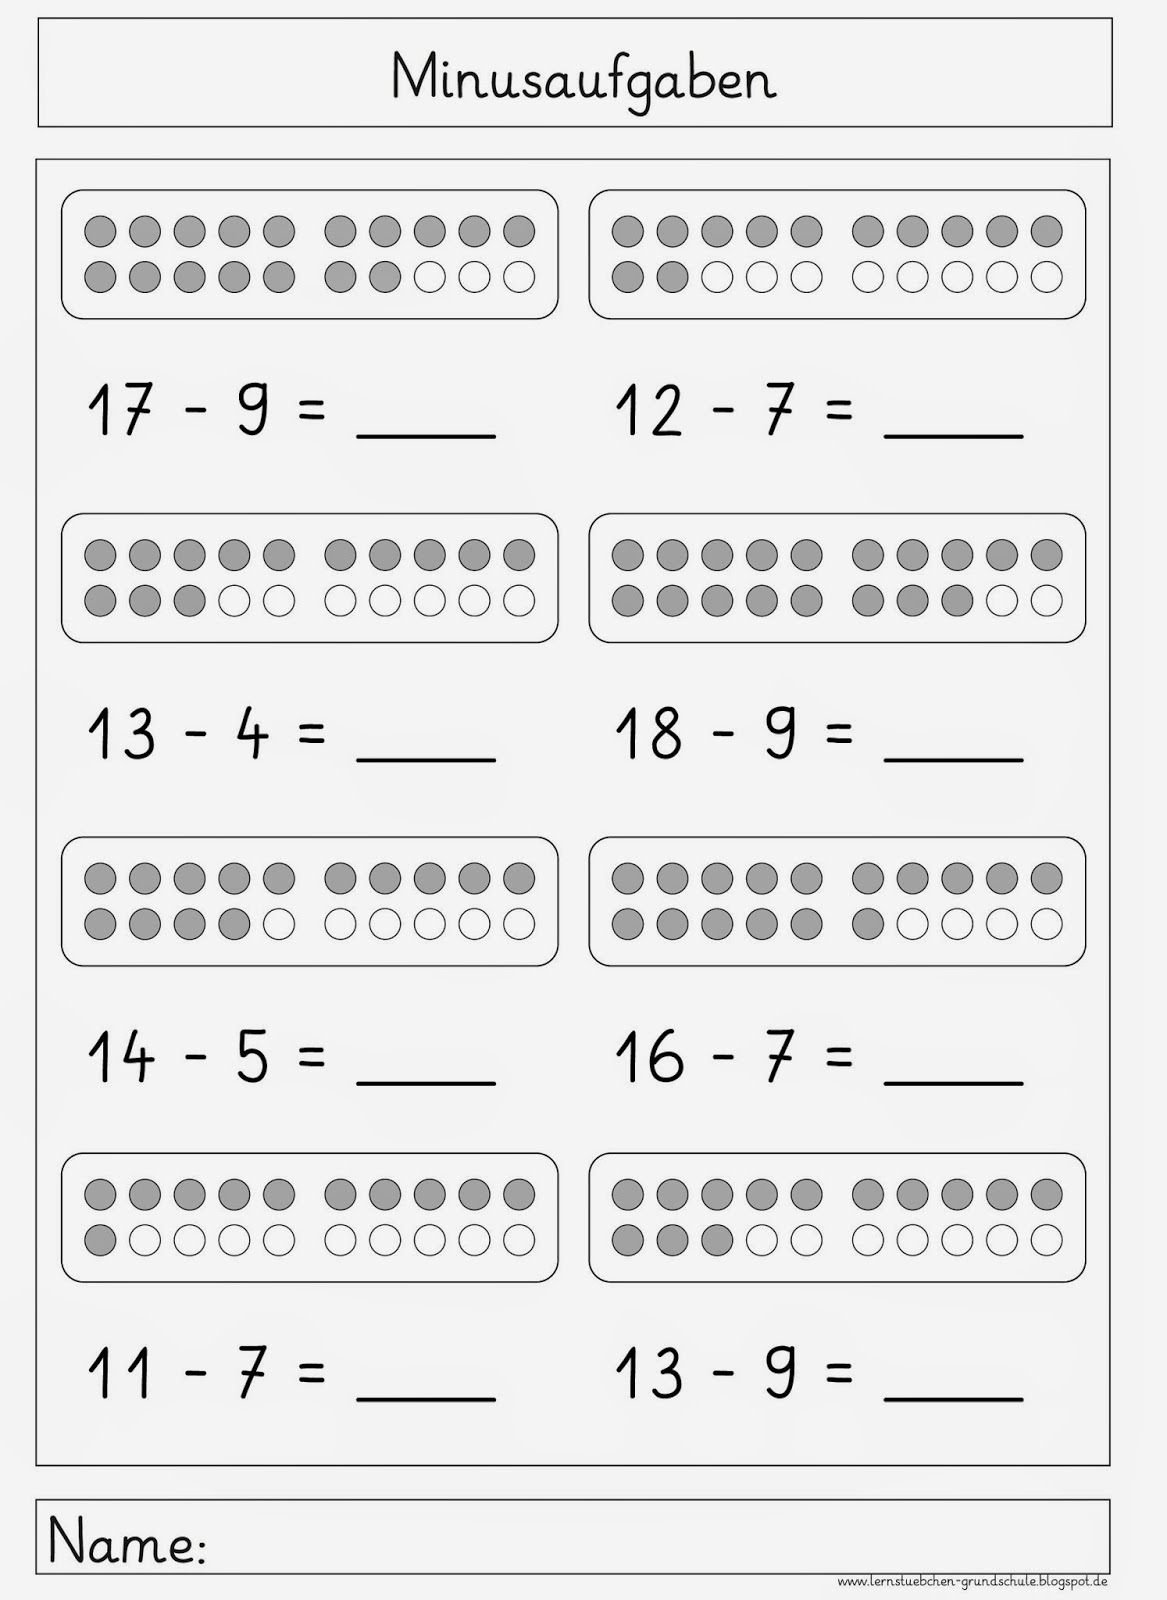 Minusaufgaben
17 - 9 = ____ 12 - 7 = ____
13 - 4 = ____ 18 - 9 = ____
14 - 5 = ____ 16 - 7 = ____
11 - 7 = ____ 13 - 9 = ____
Name:
www.lernstuebchen-grundschule.blogspot.de